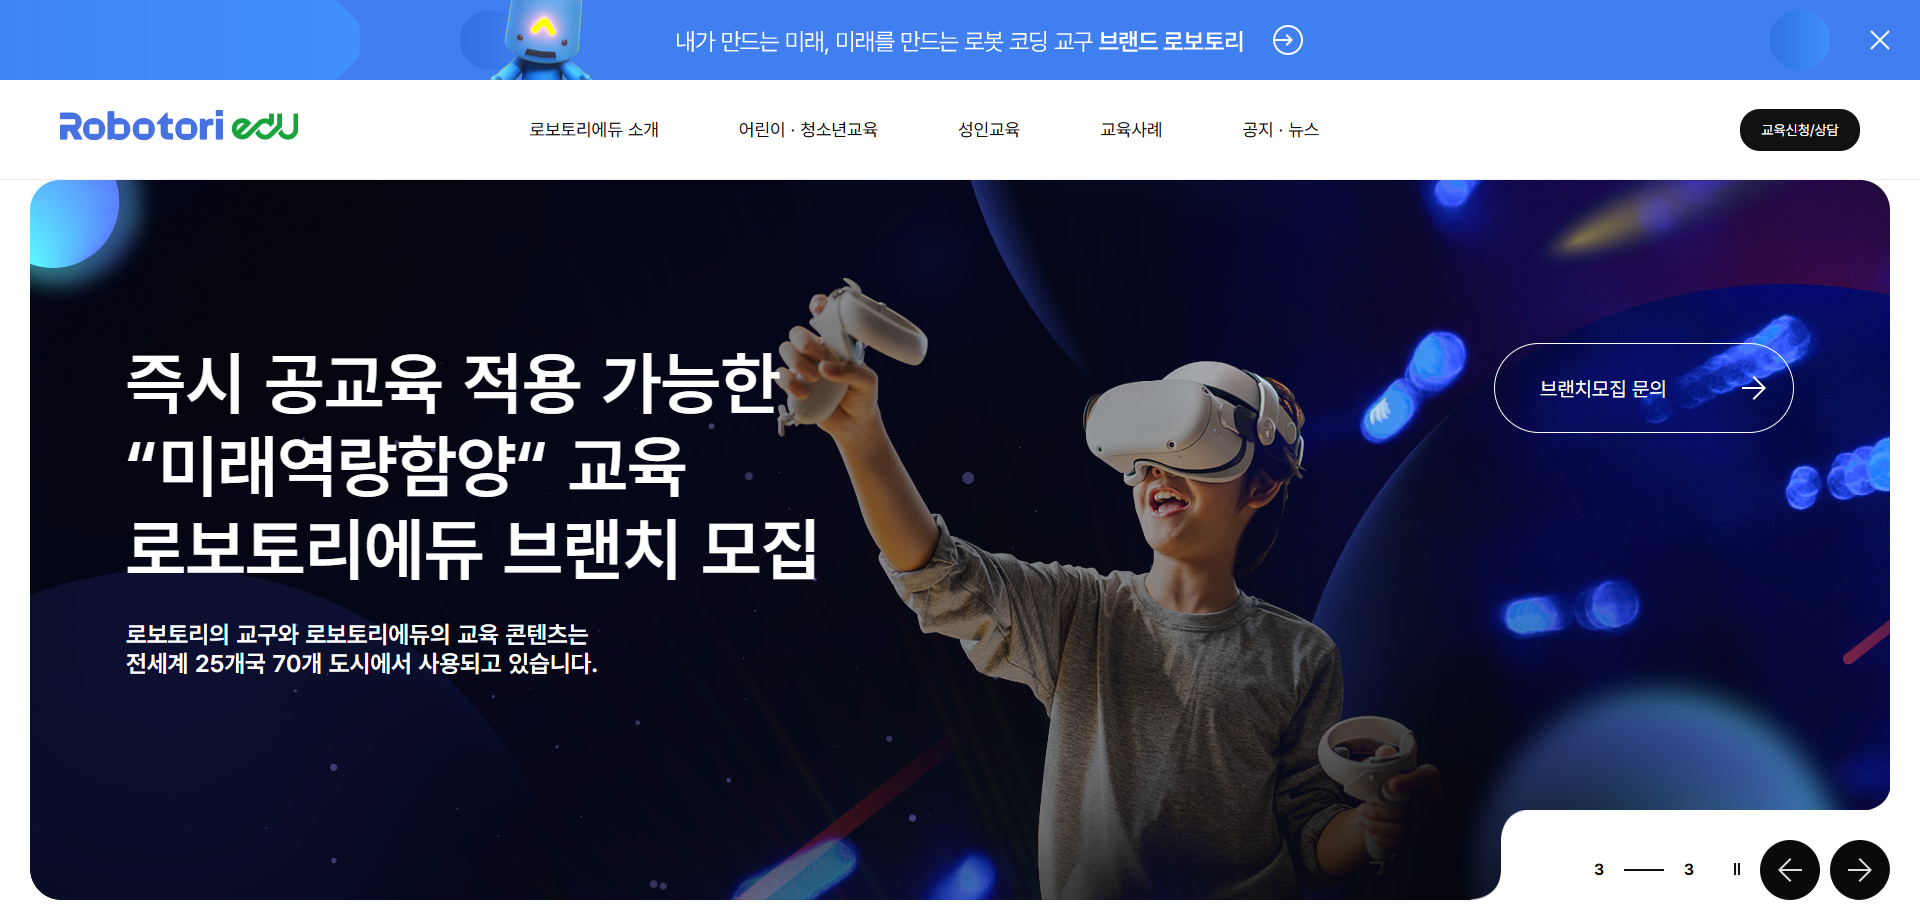 내가 만드는 미래, 미래를 만드는 로봇 코딩 교구 브랜드 로보토리
Robotori edu
로보토리에듀 소개
어린이 · 청소년교육
성인교육
교육사례
공지 · 뉴스
교육신청/상담
즉시 공교육 적용 가능한
“미래역량함양“ 교육
로보토리에듀 브랜치 모집
로보토리의 교구와 로보토리에듀의 교육 콘텐츠는
전세계 25개국 70개 도시에서 사용되고 있습니다.
브랜치모집 문의
3
3